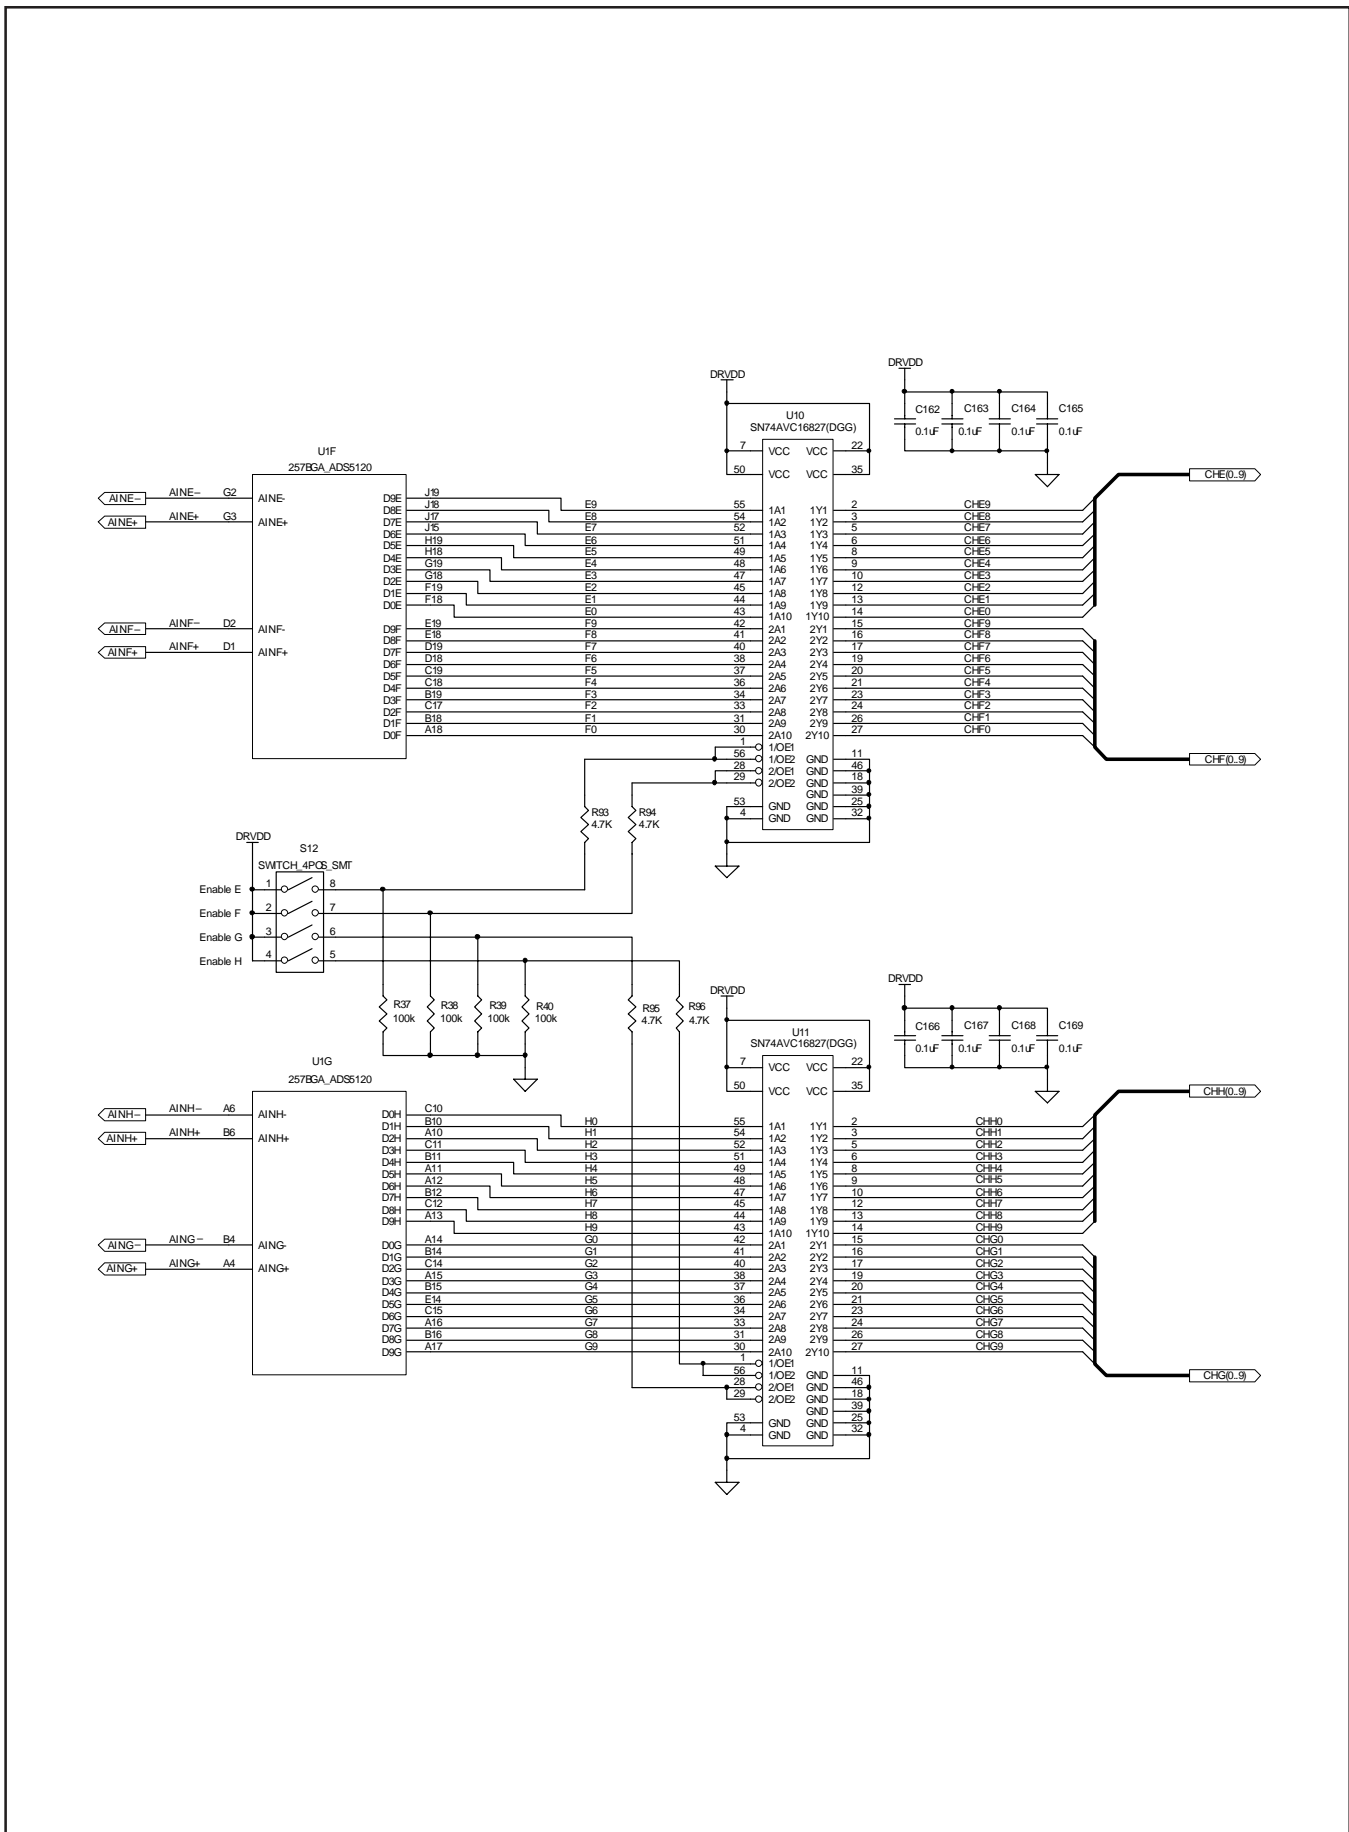 DRVDD
DRVDD
U10
SN74AVC16827(DGG)
C162 C163 C164 C165
0.1uF 0.1uF 0.1uF 0.1uF
7 VCC VCC 22
50 VCC VCC 35
U1F
257BGA_ADS5120
CHE(0..9)
AINE− AINE− G2 AINE-
AINE+ AINE+ G3 AINE+
D9E J19 E9 55 1A1 1Y1 2 CHE9
D8E J18 E8 54 1A2 1Y2 3 CHE8
D7E J17 E7 52 1A3 1Y3 5 CHE7
D6E J15 E6 51 1A4 1Y4 6 CHE6
D5E H19 E5 49 1A5 1Y5 8 CHE5
D4E H18 E4 48 1A6 1Y6 9 CHE4
D3E G19 E3 47 1A7 1Y7 10 CHE3
D2E G18 E2 45 1A8 1Y8 12 CHE2
D1E F19 E1 44 1A9 1Y9 13 CHE1
D0E F18 E0 43 1A10 1Y10 14 CHE0
AINF− AINF− D2 AINF-
AINF+ AINF+ D1 AINF+
D9F E19 F9 42 2A1 2Y1 15 CHF9
D8F E18 F8 41 2A2 2Y2 16 CHF8
D7F D19 F7 40 2A3 2Y3 17 CHF7
D6F D18 F6 38 2A4 2Y4 19 CHF6
D5F C19 F5 37 2A5 2Y5 20 CHF5
D4F C18 F4 36 2A6 2Y6 21 CHF4
D3F B19 F3 34 2A7 2Y7 23 CHF3
D2F C17 F2 33 2A8 2Y8 24 CHF2
D1F B18 F1 31 2A9 2Y9 26 CHF1
D0F A18 F0 30 2A10 2Y10 27 CHF0
1 1/OE1
56 1/OE2 GND 11
28 2/OE1 GND 46
29 2/OE2 GND 18
GND 39
53 GND GND 25
4 GND GND 32
CHF(0..9)
R93 R94
4.7K 4.7K
DRVDD
S12
SWITCH_4POS_SMT
Enable E 1 8
Enable F 2 7
Enable G 3 6
Enable H 4 5
R37 R38 R39 R40
100k 100k 100k 100k
R95 R96
4.7K 4.7K
DRVDD
DRVDD
U11
SN74AVC16827(DGG)
C166 C167 C168 C169
0.1uF 0.1uF 0.1uF 0.1uF
7 VCC VCC 22
50 VCC VCC 35
U1G
257BGA_ADS5120
CHH(0..9)
AINH− AINH− A6 AINH-
AINH+ AINH+ B6 AINH+
D0H C10 H0 55 1A1 1Y1 2 CHH0
D1H B10 H1 54 1A2 1Y2 3 CHH1
D2H A10 H2 52 1A3 1Y3 5 CHH2
D3H C11 H3 51 1A4 1Y4 6 CHH3
D4H B11 H4 49 1A5 1Y5 8 CHH4
D5H A11 H5 48 1A6 1Y6 9 CHH5
D6H A12 H6 47 1A7 1Y7 10 CHH6
D7H B12 H7 45 1A8 1Y8 12 CHH7
D8H C12 H8 44 1A9 1Y9 13 CHH8
D9H A13 H9 43 1A10 1Y10 14 CHH9
AING− AING− B4 AING-
AING+ AING+ A4 AING+
D0G A14 G0 42 2A1 2Y1 15 CHG0
D1G B14 G1 41 2A2 2Y2 16 CHG1
D2G C14 G2 40 2A3 2Y3 17 CHG2
D3G A15 G3 38 2A4 2Y4 19 CHG3
D4G B15 G4 37 2A5 2Y5 20 CHG4
D5G E14 G5 36 2A6 2Y6 21 CHG5
D6G C15 G6 34 2A7 2Y7 23 CHG6
D7G A16 G7 33 2A8 2Y8 24 CHG7
D8G B16 G8 31 2A9 2Y9 26 CHG8
D9G A17 G9 30 2A10 2Y10 27 CHG9
1 1/OE1
56 1/OE2 GND 11
28 2/OE1 GND 46
29 2/OE2 GND 18
GND 39
53 GND GND 25
4 GND GND 32
CHG(0..9)